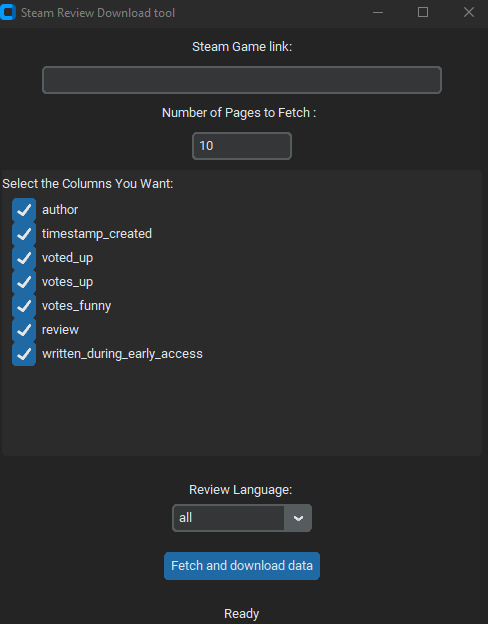 Steam Review Download tool
Steam Game link:
Number of Pages to Fetch :
10
Select the Columns You Want:
author
timestamp_created
voted_up
votes_up
votes_funny
review
written_during_early_access
Review Language:
all
Fetch and download data
Ready